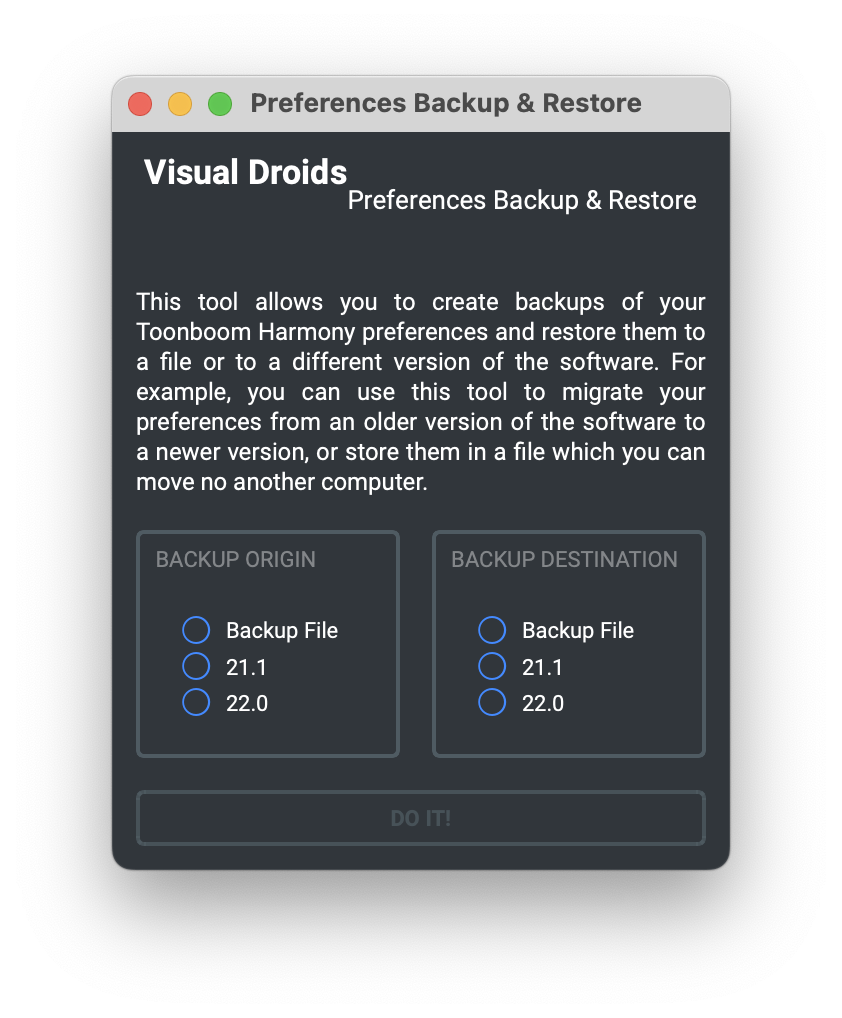 Preferences Backup & Restore
Visual Droids
Preferences Backup & Restore
This tool allows you to create backups of your
Toonboom Harmony preferences and restore them to
a file or to a different version of the software. For
example, you can use this tool to migrate your
preferences from an older version of the software to
a newer version, or store them in a file which you can
move no another computer.
BACKUP ORIGIN
Backup File
21.1
22.0
BACKUP DESTINATION
Backup File
21.1
22.0
DO IT!